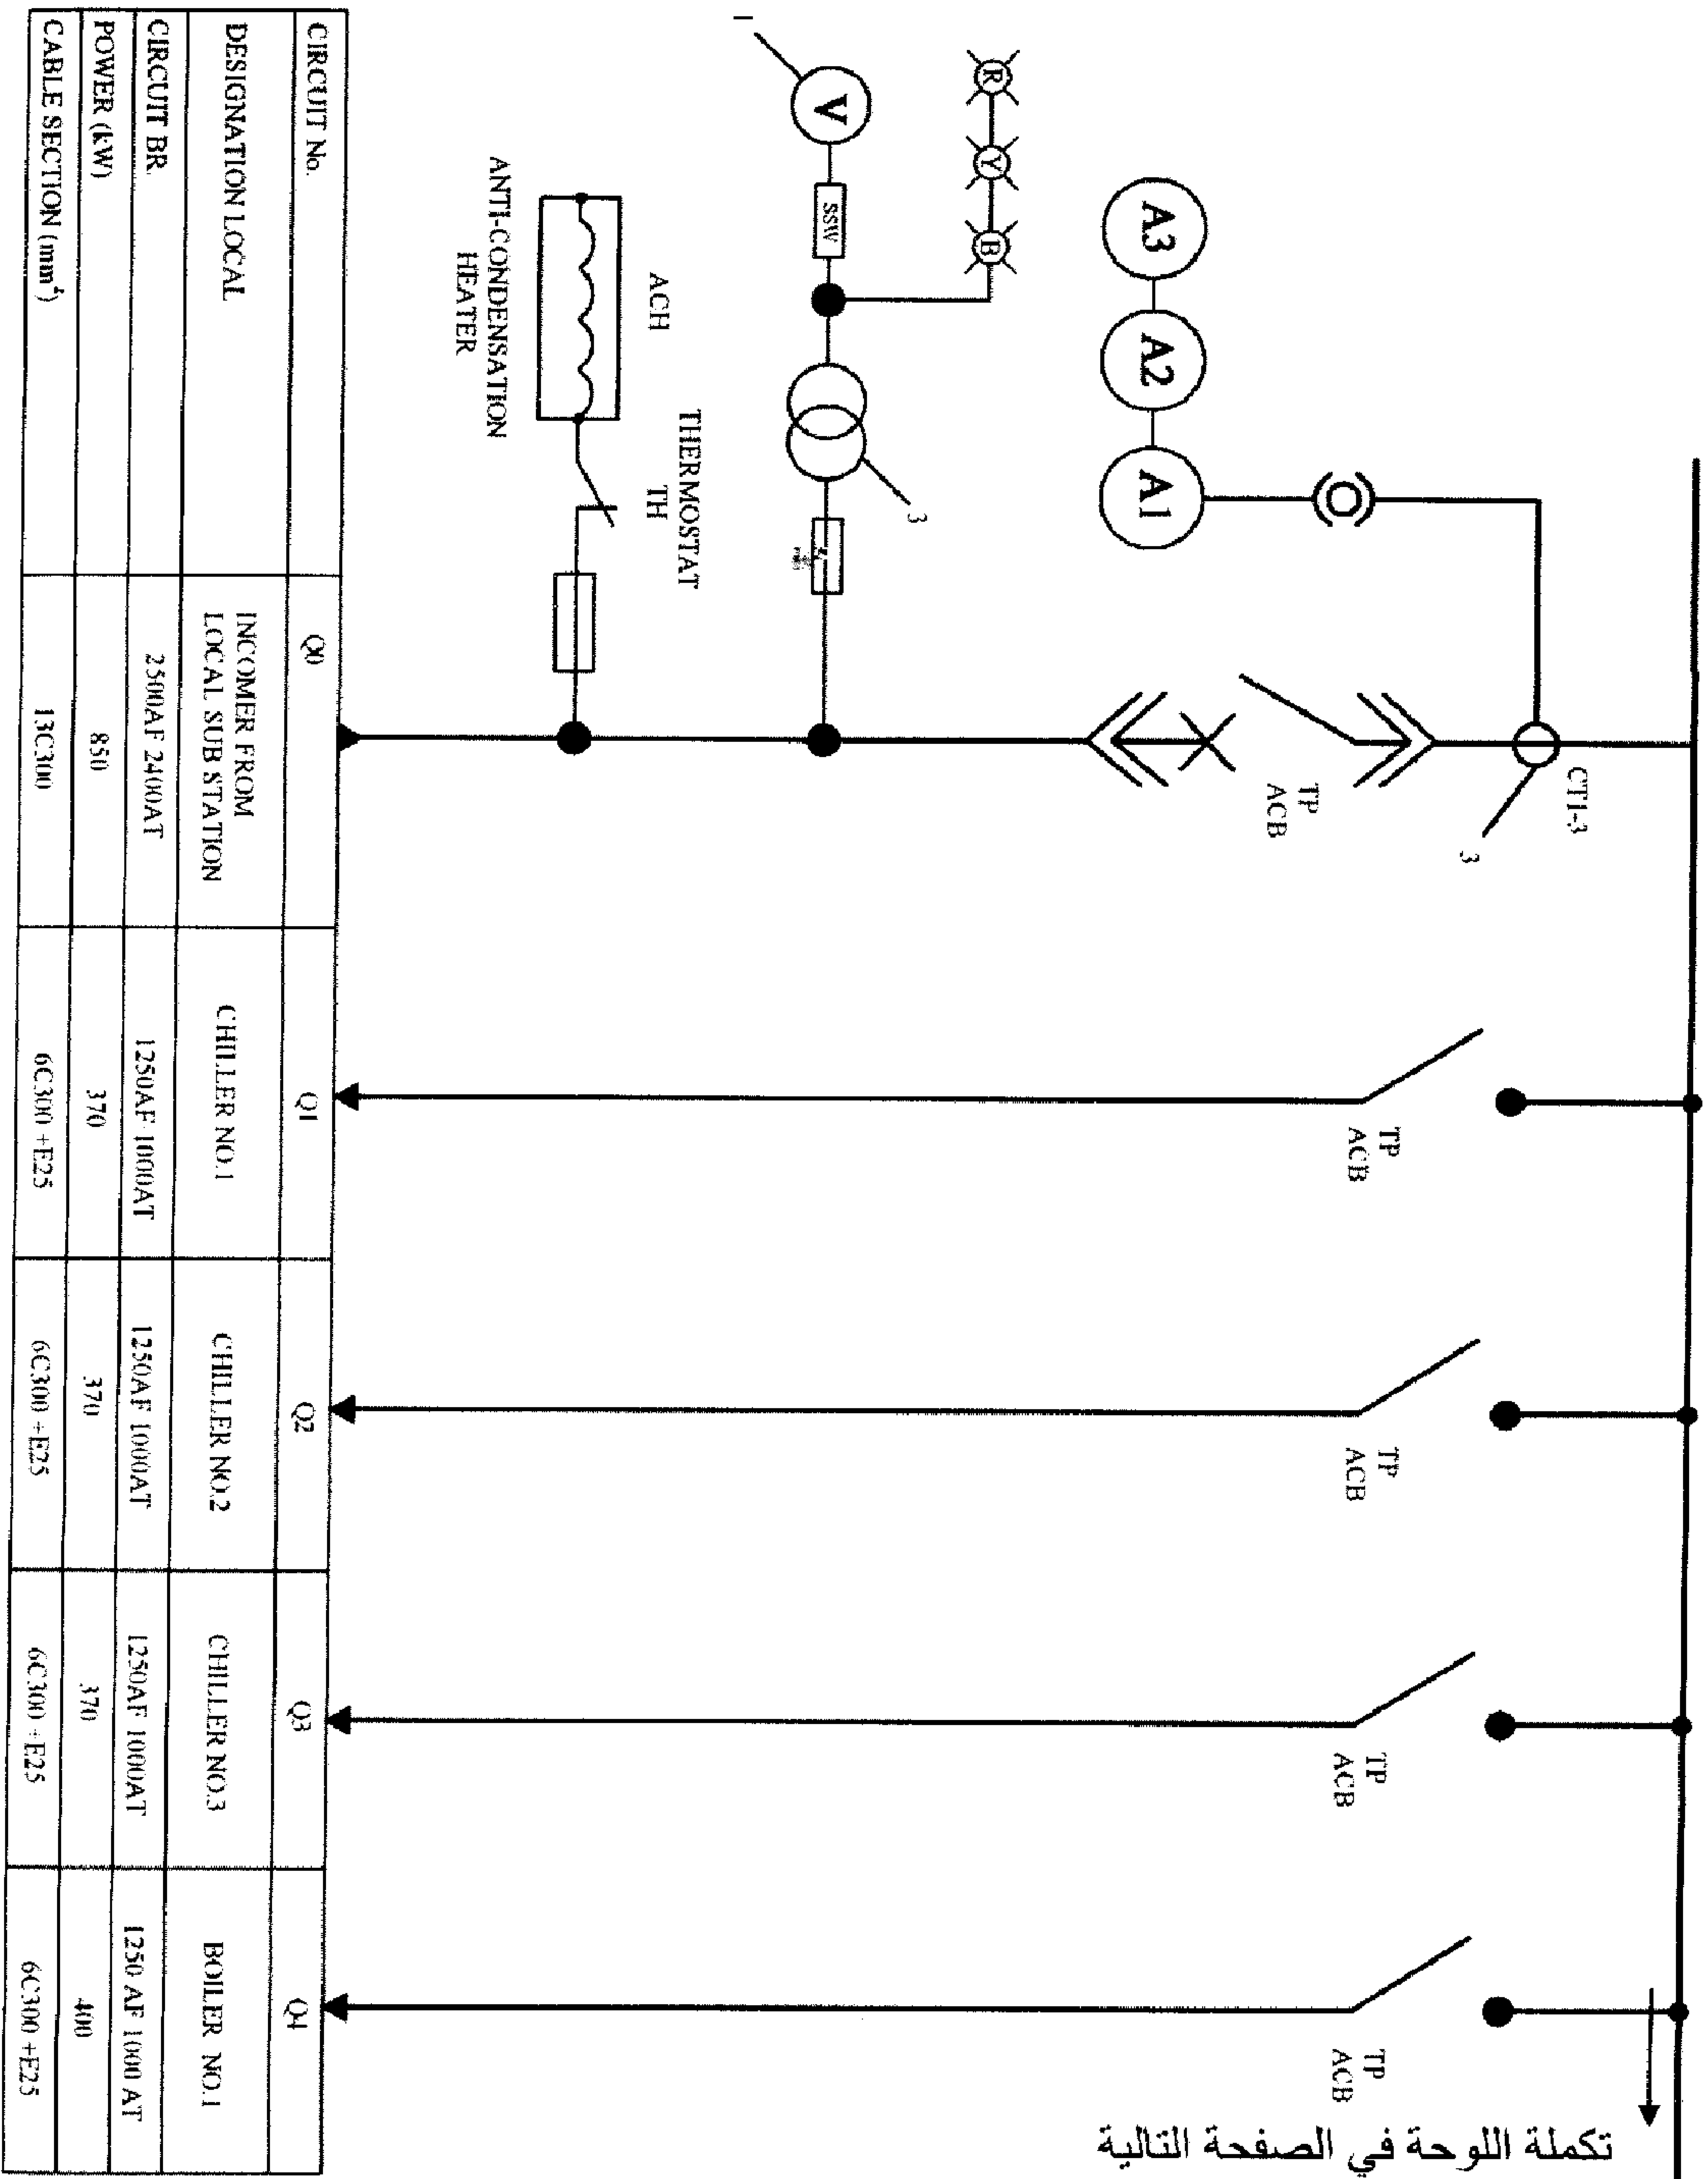 CT1-3
3
TP
ACB
TP
ACB
TP
ACB
TP
ACB
TP
ACB
A3
A2
A1
R
Y
B
V
SSW
1
3
THERMOSTAT
TH
ACH
ANTI-CONDENSATION
HEATER
CIRCUIT No. Q0 Q1 Q2 Q3 Q4
DESIGNATION LOCAL INCOMER FROM
LOCAL SUB STATION CHILLER NO.1 CHILLER NO.2 CHILLER NO.3 BOILER NO.1
CIRCUIT BR. 2500AF 2400AT 1250AF 1000AT 1250AF 1000AT 1250AF 1000AT 1250 AF 1000 AT
POWER (kW) 850 370 370 370 400
CABLE SECTION (mm²) 13C300 6C300 +E25 6C300 +E25 6C300 +E25 6C300 +E25
تكملة اللوحة في الصفحة التالية